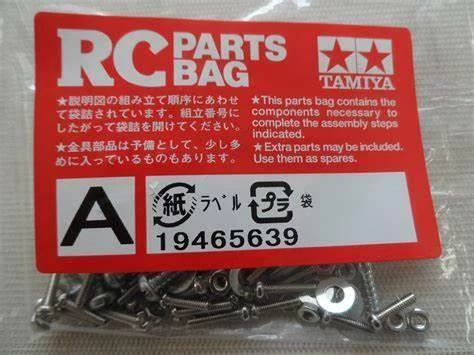 RC PARTS
BAG
TAMIYA
★説明図の組み立て順序にあわせ
て袋詰されています。組立番号に
したがって袋詰を開けてください。
★金具部品は予備として、少し多
めに入っているものもあります。
★This parts bag contains the
components necessary to
complete the assembly steps
indicated.
★Extra parts may be included.
Use them as spares.
A
紙 ラベル プラ 袋
19465639